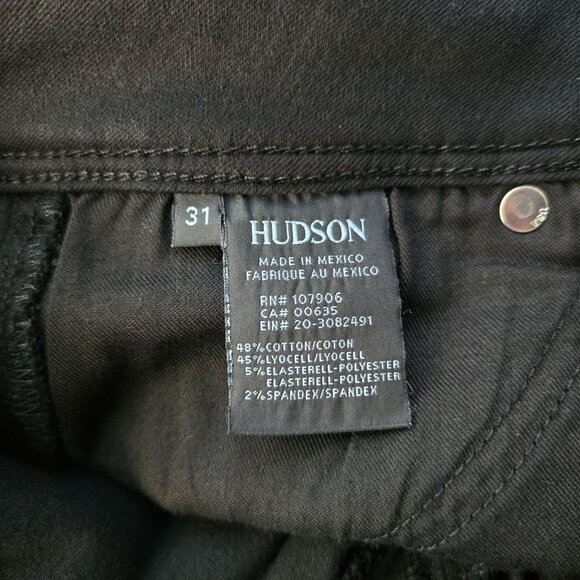 31
HUDSON
MADE IN MEXICO
FABRIQUE AU MEXICO
RN# 107906
CA# 00635
EIN# 20-3082491
48%COTTON/COTON
45%LYOCELL/LYOCELL
5%ELASTERELL-POLYESTER
ELASTERELL-POLYESTER
2%SPANDEX/SPANDEX